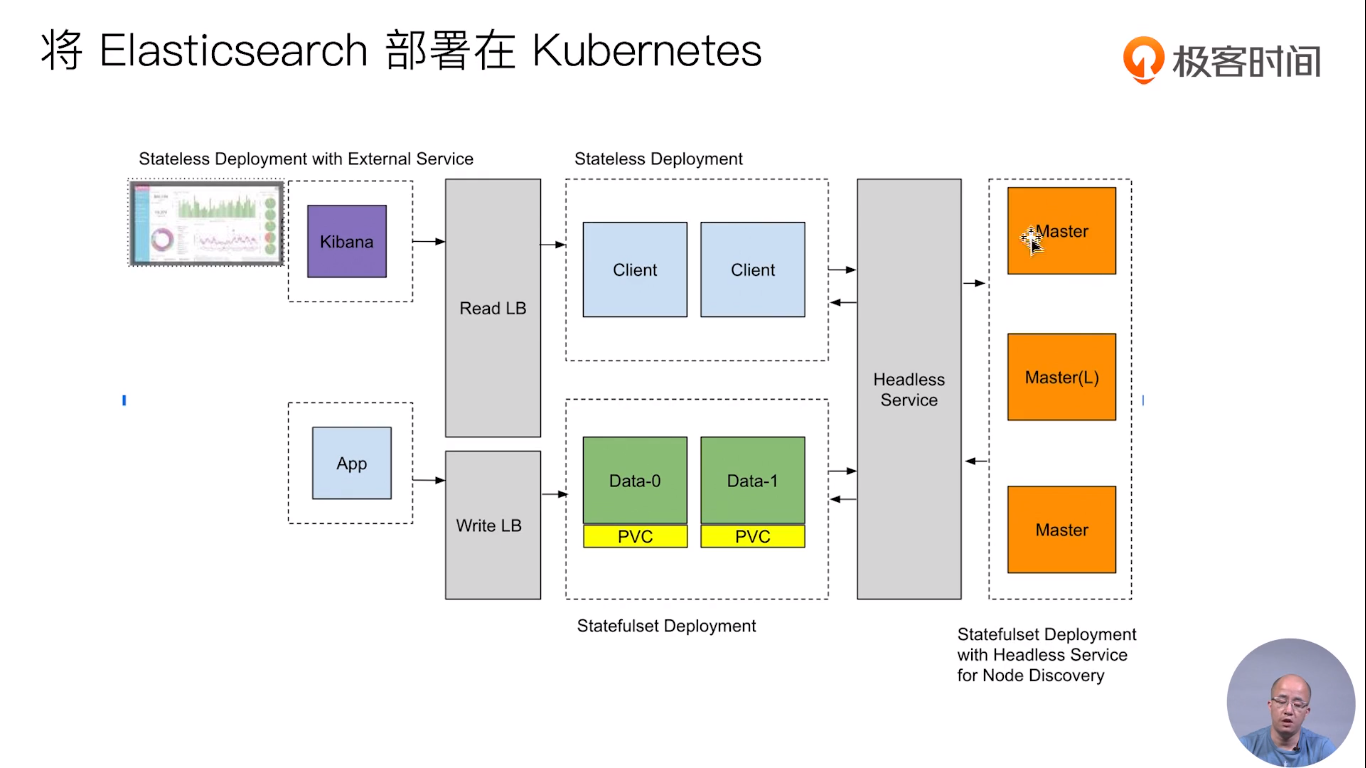 将 Elasticsearch 部署在 Kubernetes
极客时间
Stateless Deployment with External Service
Stateless Deployment
Kibana
Read LB
Client
Client
Master
Headless
Service
Master(L)
App
Write LB
Data-0
Data-1
PVC
PVC
Master
Statefulset Deployment
Statefulset Deployment
with Headless Service
for Node Discovery